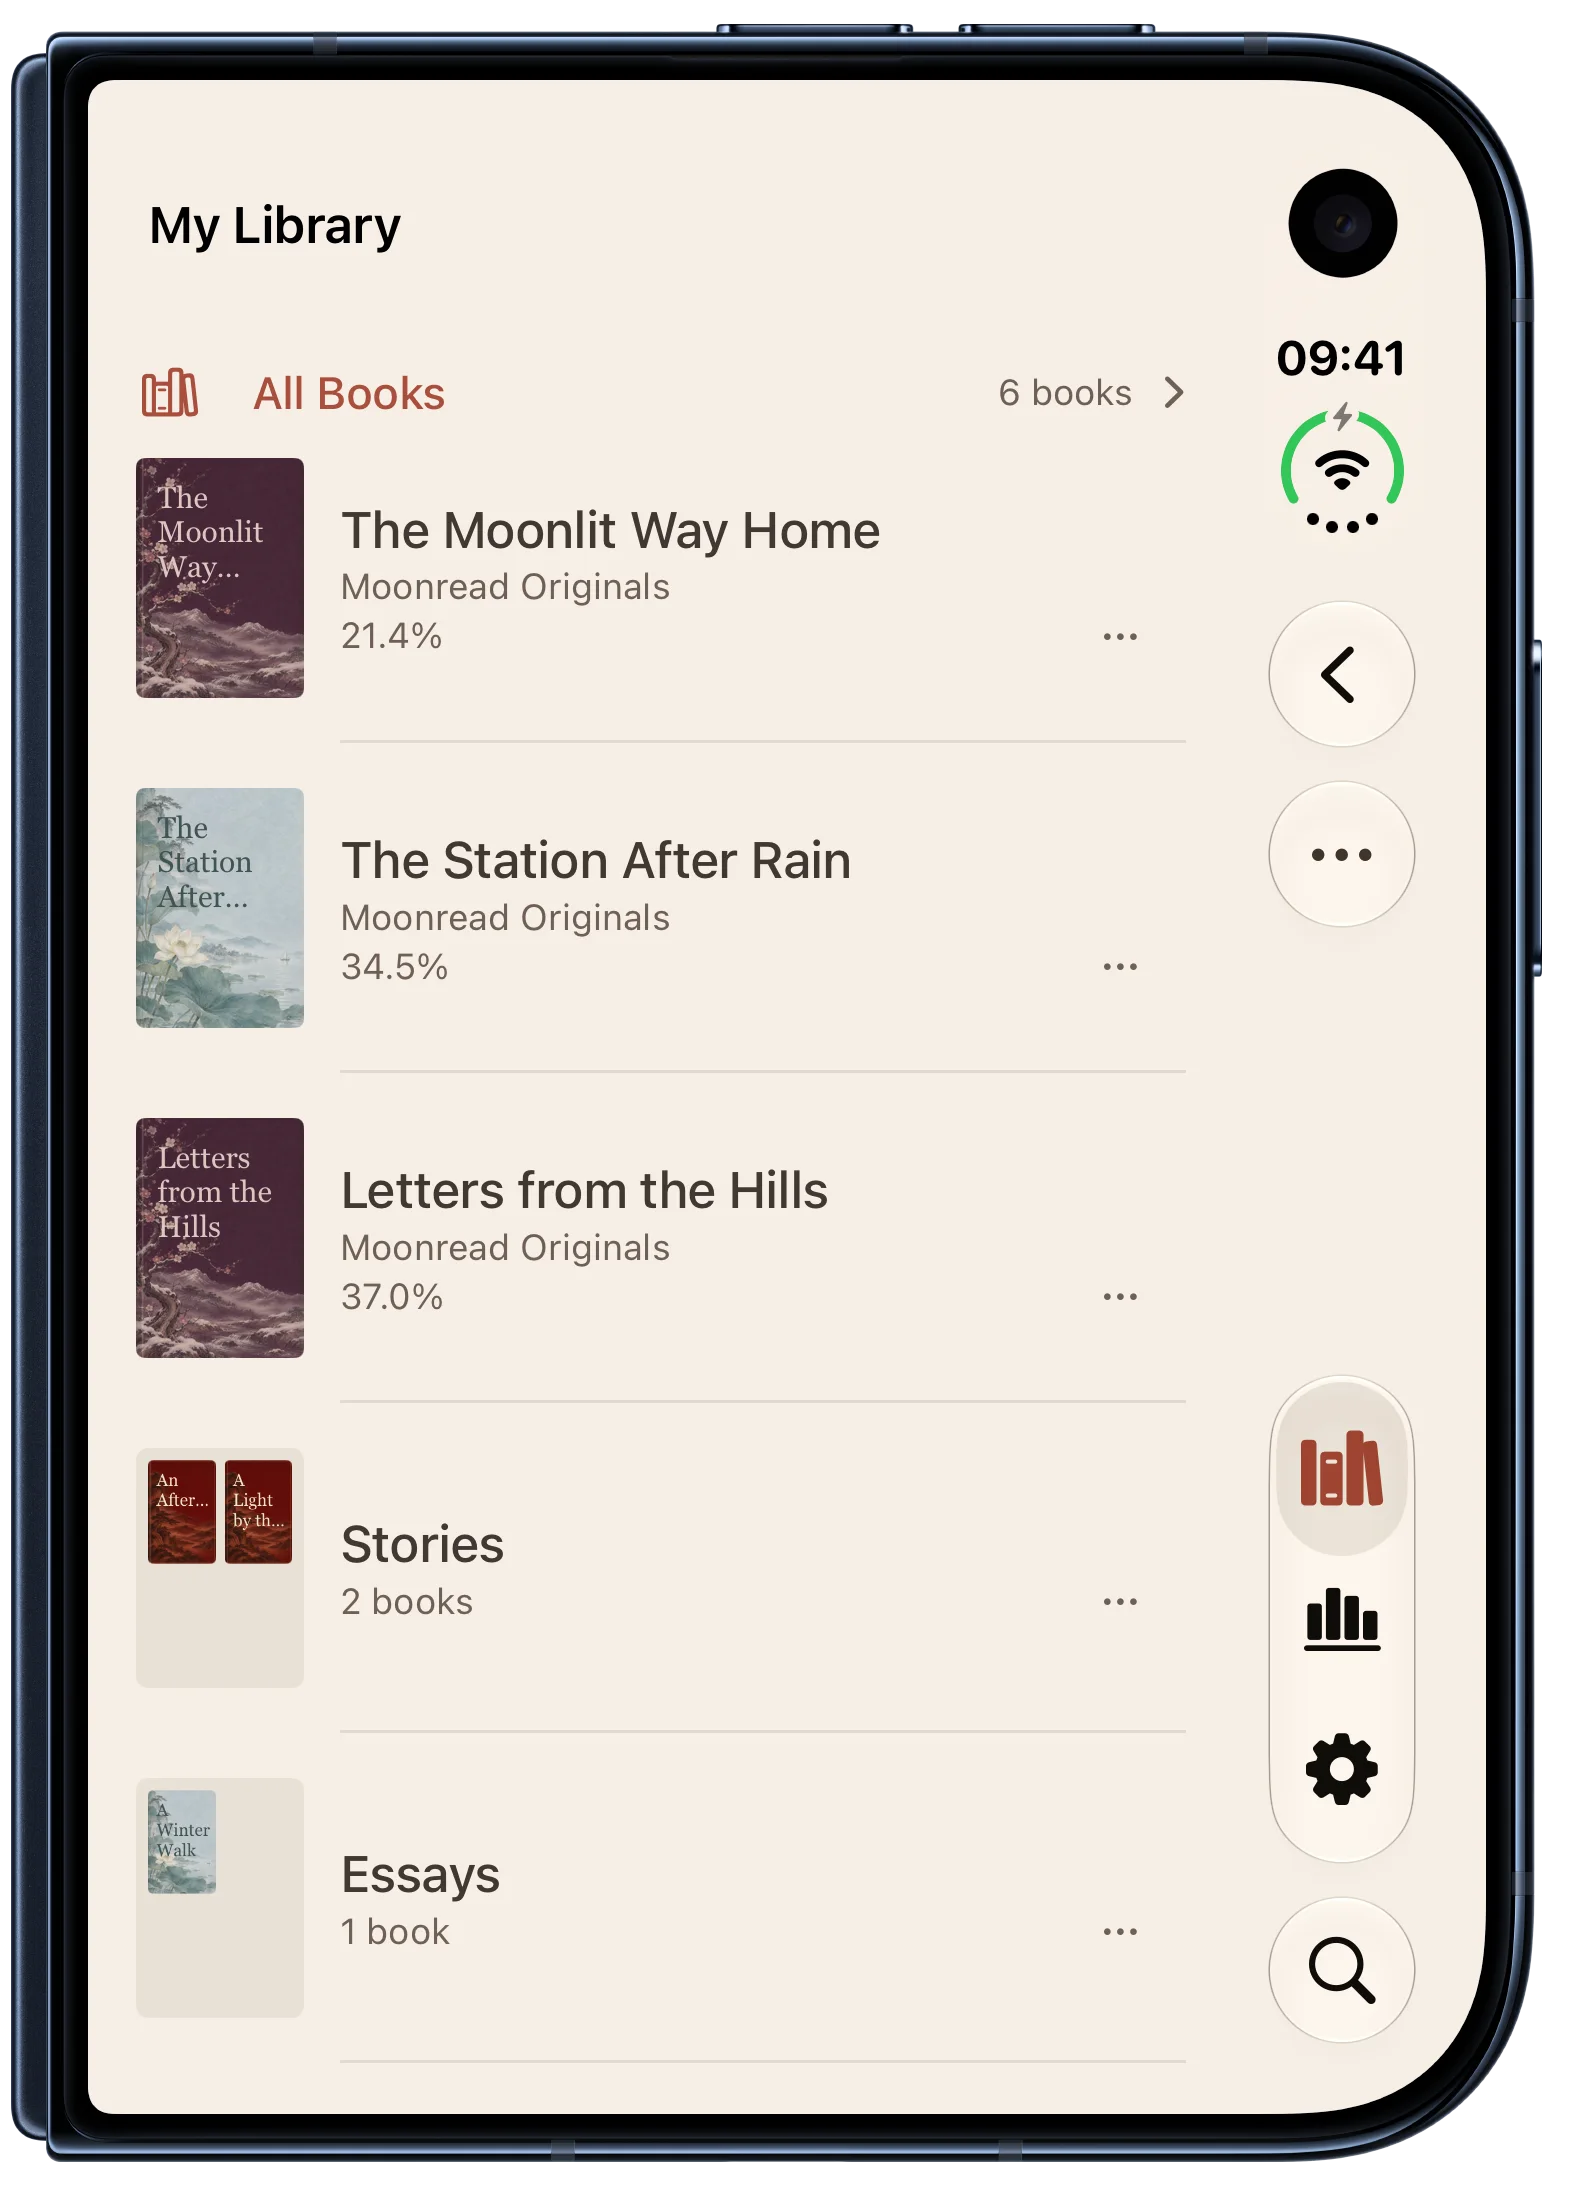 My Library
09:41
All Books
6 books
The
Moonlit
Way...
The Moonlit Way Home
Moonread Originals
21.4%
The
Station
After...
The Station After Rain
Moonread Originals
34.5%
Letters
from the
Hills
Letters from the Hills
Moonread Originals
37.0%
An
After...
A
Light
by th...
Stories
2 books
A
Winter
Walk
Essays
1 book